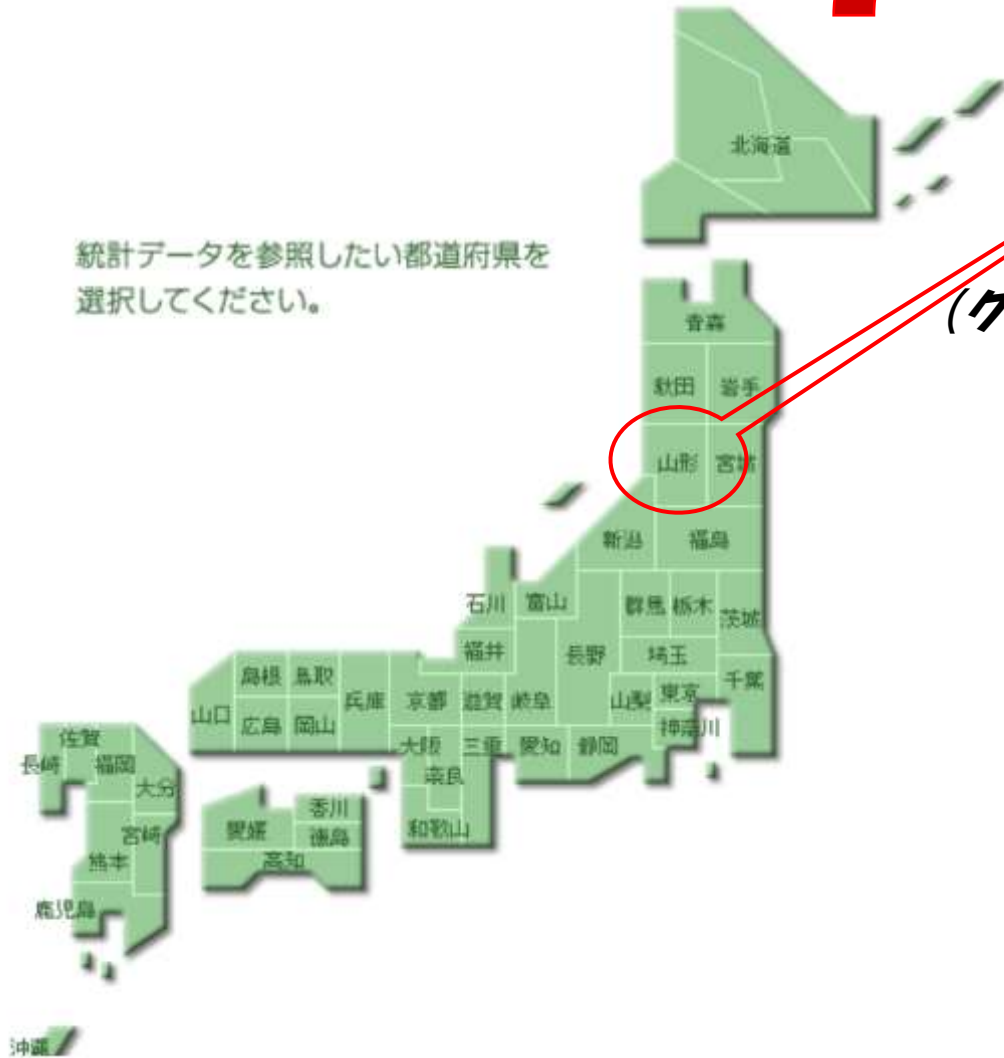 北海道
統計データを参照したい都道府県を
選択してください。
青森
秋田 岩手
山形 宮城
新潟 福島
石川 富山 群馬 栃木 茨城
福井 長野 埼玉
島根 鳥取 兵庫 京都 滋賀 岐阜 山梨 東京 千葉
山口 広島 岡山 神奈川
佐賀 大阪 三重 愛知 静岡
長崎 福岡 奈良
大分 香川
宮崎 愛媛 徳島 和歌山
熊本 高知
鹿児島
沖縄